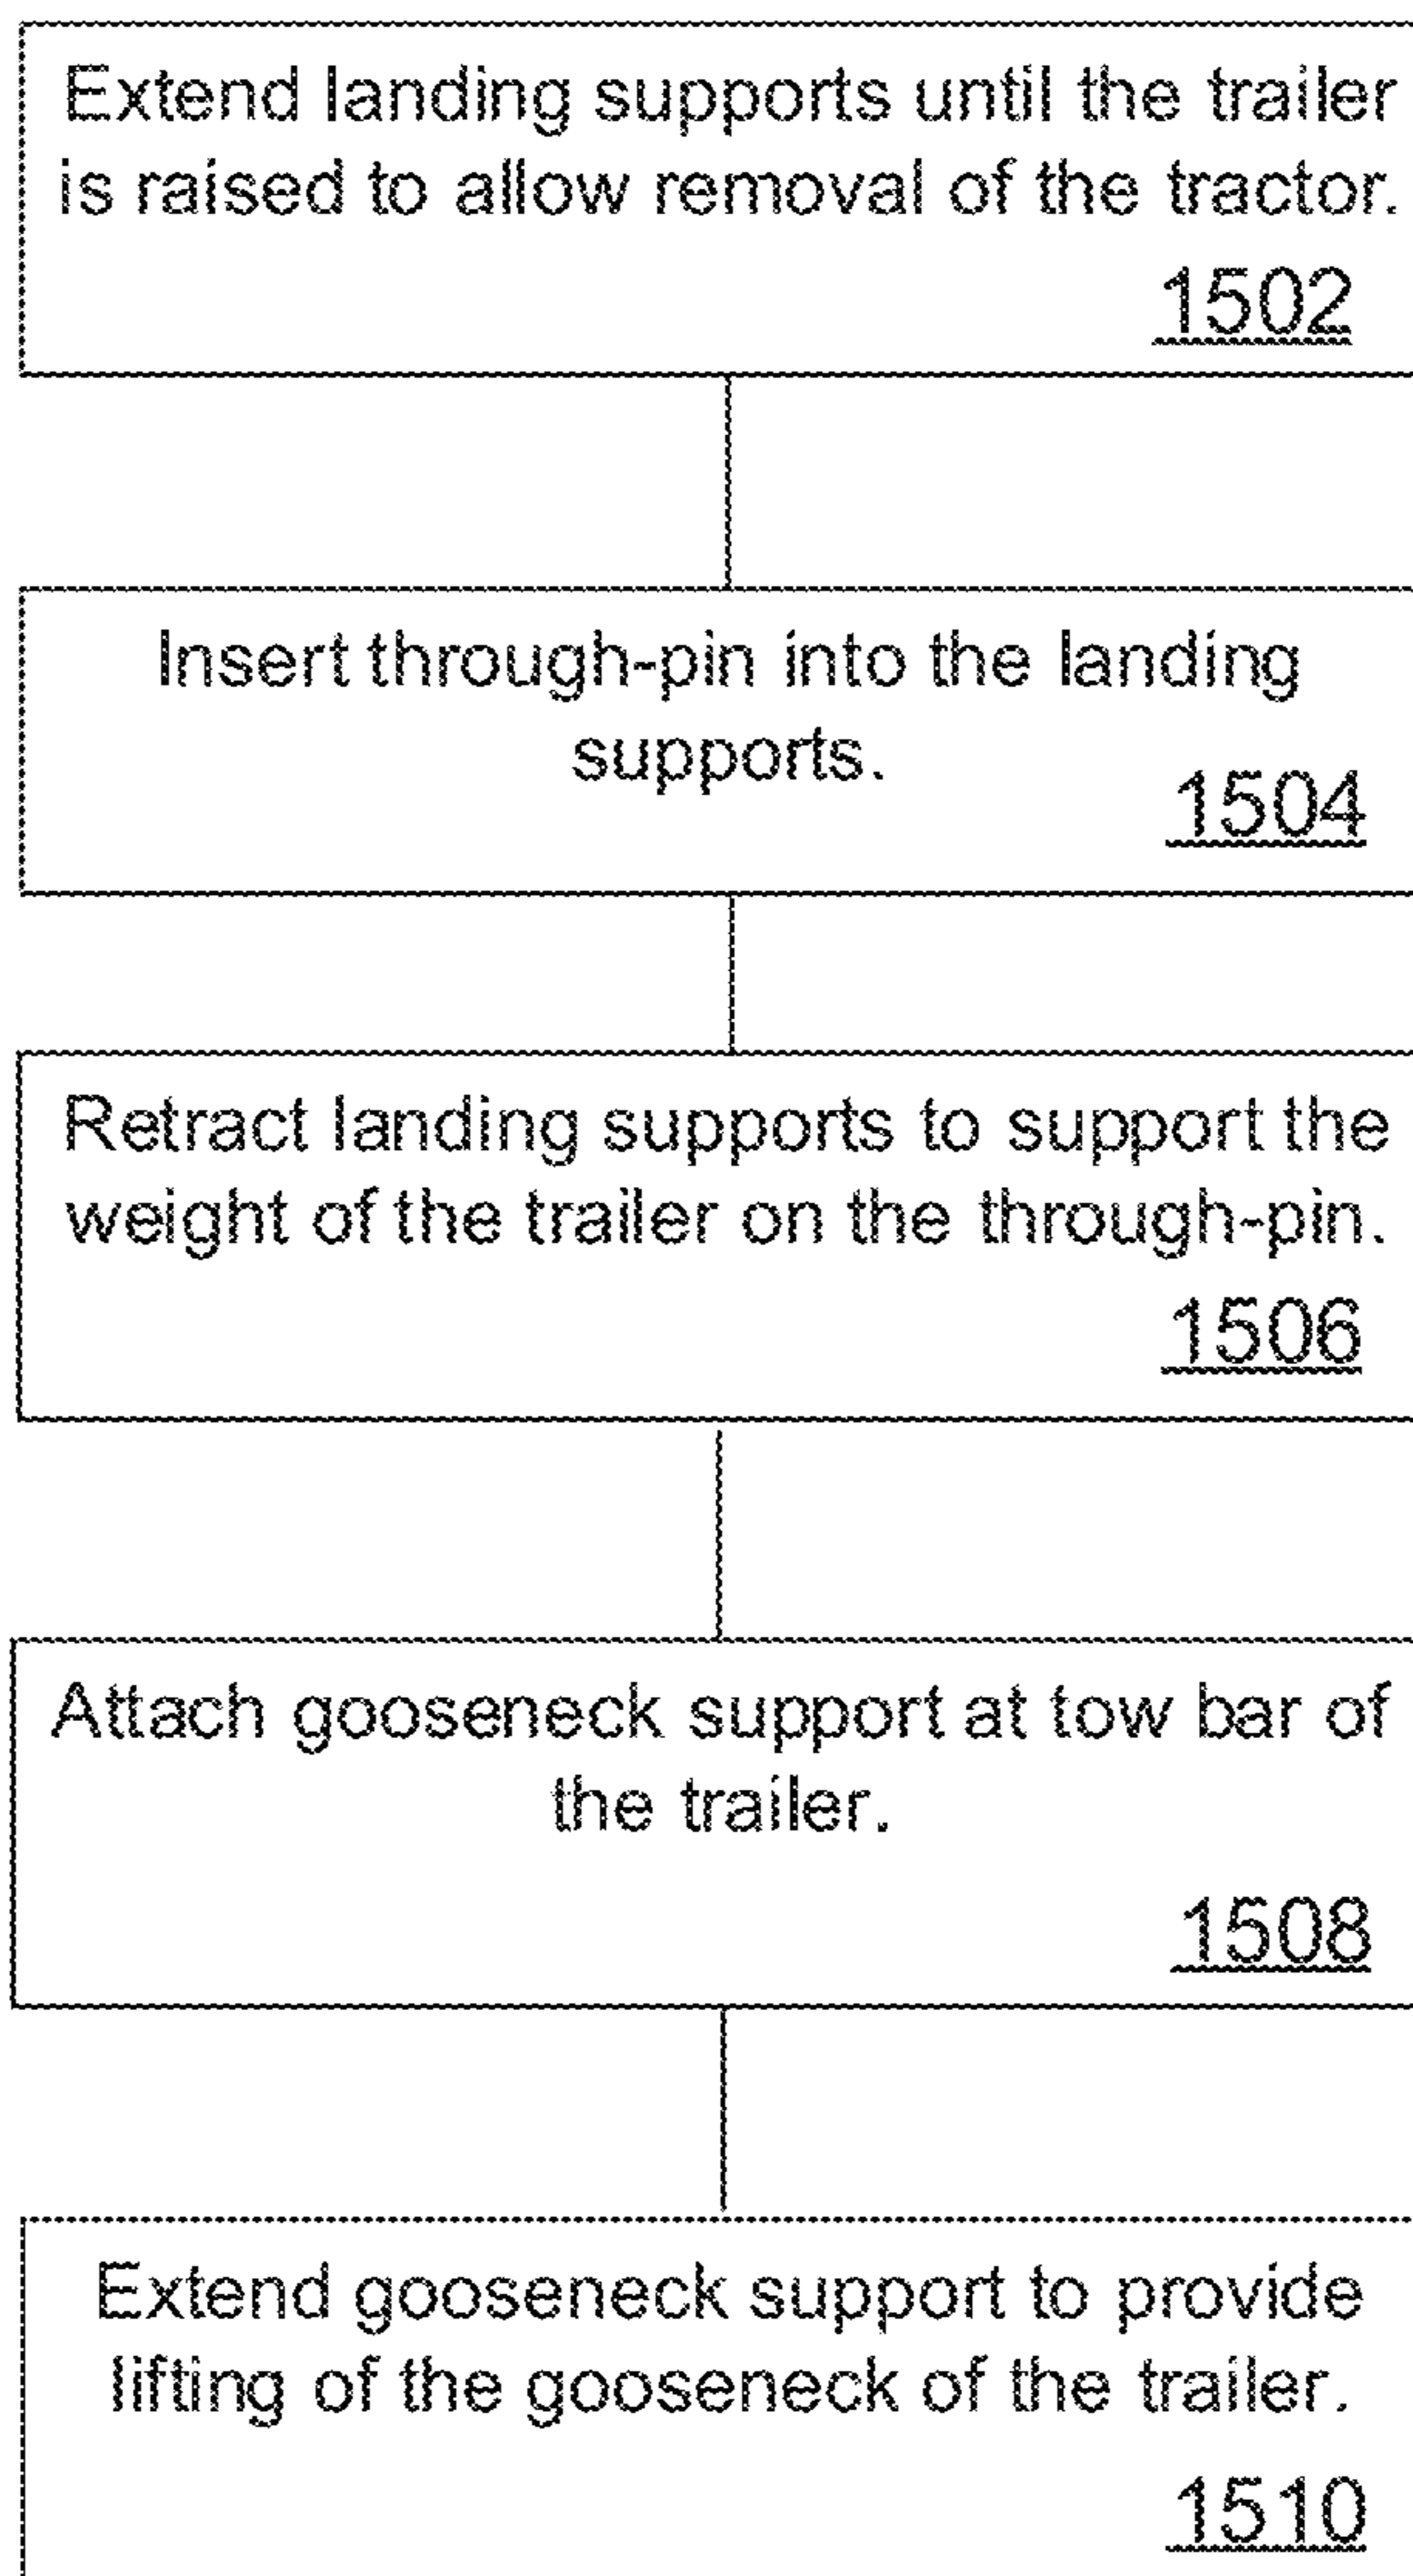 Extend landing supports until the trailer
is raised to allow removal of the tractor.
1502
Insert through-pin into the landing
supports.
1504
Retract landing supports to support the
weight of the trailer on the through-pin.
1506
Attach gooseneck support at tow bar of
the trailer.
1508
Extend gooseneck support to provide
lifting of the gooseneck of the trailer.
1510